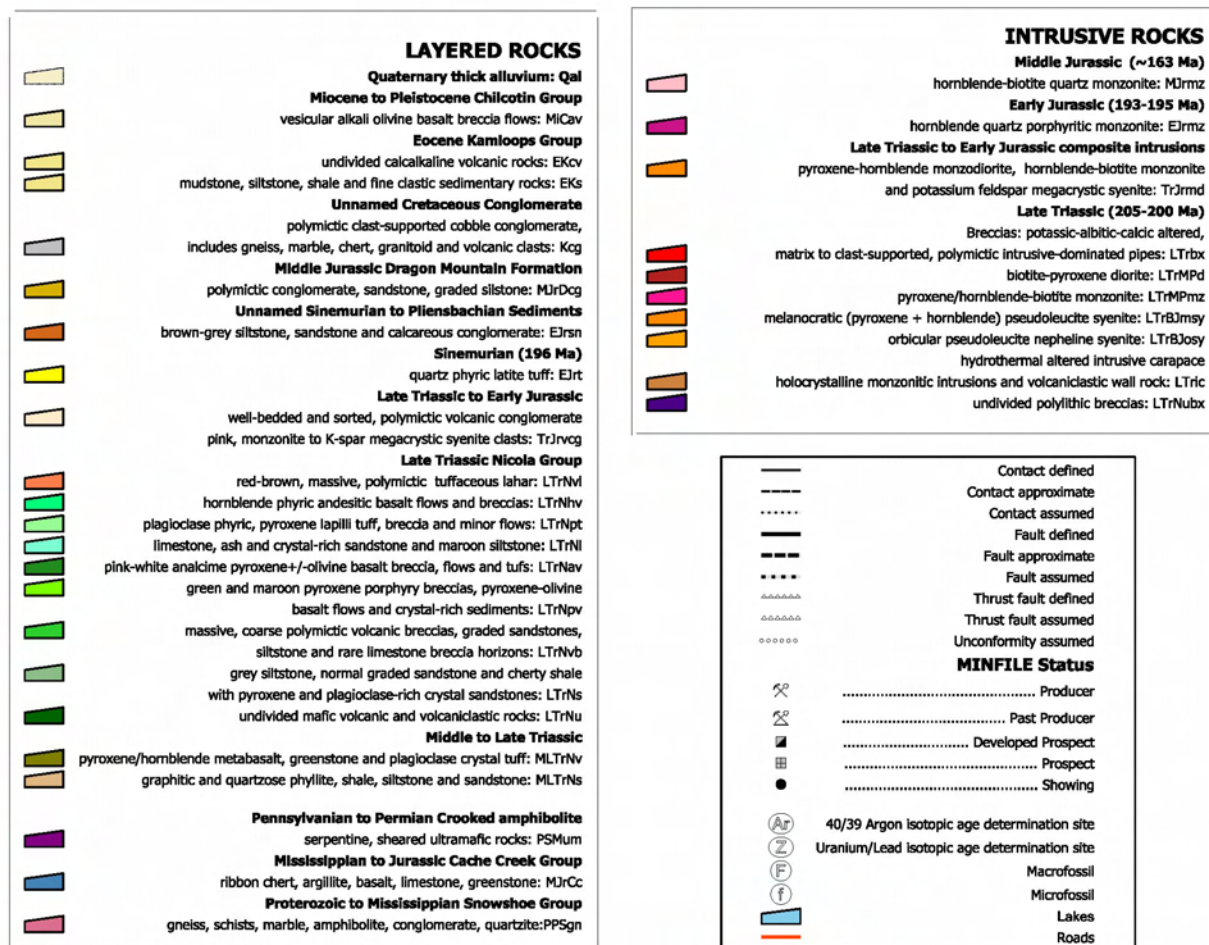 LAYERED ROCKS
Quaternary thick alluvium: Qal
Miocene to Pleistocene Chilcotin Group
vesicular alkali olivine basalt breccia flows: MiCav
Eocene Kamloops Group
undivided calcalkaline volcanic rocks: EKcv
mudstone, siltstone, shale and fine clastic sedimentary rocks: EKs
Unnamed Cretaceous Conglomerate
polymictic clast-supported cobble conglomerate,
includes gneiss, marble, chert, granitoid and volcanic clasts: Kcg
Middle Jurassic Dragon Mountain Formation
polymictic conglomerate, sandstone, graded silstone: MJrDcg
Unnamed Sinemurian to Pliensbachian Sediments
brown-grey siltstone, sandstone and calcareous conglomerate: EJrsn
Sinemurian (196 Ma)
quartz phyric latite tuff: EJrt
Late Triassic to Early Jurassic
well-bedded and sorted, polymictic volcanic conglomerate
pink, monzonite to K-spar megacrystic syenite clasts: TrJrvcg
Late Triassic Nicola Group
red-brown, massive, polymictic tuffaceous lahar: LTrNvl
hornblende phyric andesitic basalt flows and breccias: LTrNhv
plagioclase phyric, pyroxene lapilli tuff, breccia and minor flows: LTrNpt
limestone, ash and crystal-rich sandstone and maroon siltstone: LTrNl
pink-white analcime pyroxene+/-olivine basalt breccia, flows and tufs: LTrNav
green and maroon pyroxene porphyry breccias, pyroxene-olivine
basalt flows and crystal-rich sediments: LTrNpv
massive, coarse polymictic volcanic breccias, graded sandstones,
siltstone and rare limestone breccia horizons: LTrNvb
grey siltstone, normal graded sandstone and cherty shale
with pyroxene and plagioclase-rich crystal sandstones: LTrNs
undivided mafic volcanic and volcaniclastic rocks: LTrNu
Middle to Late Triassic
pyroxene/hornblende metabasalt, greenstone and plagioclase crystal tuff: MLTrNv
graphitic and quartzose phyllite, shale, siltstone and sandstone: MLTrNs
Pennsylvanian to Permian Crooked amphibolite
serpentine, sheared ultramafic rocks: PSMum
Mississippian to Jurassic Cache Creek Group
ribbon chert, argillite, basalt, limestone, greenstone: MJrCc
Proterozoic to Mississippian Snowshoe Group
gneiss, schists, marble, amphibolite, conglomerate, quartzite:PPSgn
INTRUSIVE ROCKS
Middle Jurassic (~163 Ma)
hornblende-biotite quartz monzonite: MJrmz
Early Jurassic (193-195 Ma)
hornblende quartz porphyritic monzonite: EJrmz
Late Triassic to Early Jurassic composite intrusions
pyroxene-hornblende monzodiorite, hornblende-biotite monzonite
and potassium feldspar megacrystic syenite: TrJrmd
Late Triassic (205-200 Ma)
Breccias: potassic-albitic-calcic altered,
matrix to clast-supported, polymictic intrusive-dominated pipes: LTrbx
biotite-pyroxene diorite: LTrMPd
pyroxene/hornblende-biotite monzonite: LTrMPmz
melanocratic (pyroxene + hornblende) pseudoleucite syenite: LTrBJmsy
orbicular pseudoleucite nepheline syenite: LTrBJosy
hydrothermal altered intrusive carapace
holocrystalline monzonitic intrusions and volcaniclastic wall rock: LTric
undivided polylithic breccias: LTrNubx
Contact defined
Contact approximate
Contact assumed
Fault defined
Fault approximate
Fault assumed
Thrust fault defined
Thrust fault assumed
Unconformity assumed
MINFILE Status
Producer
Past Producer
Developed Prospect
Prospect
Showing
Ar 40/39 Argon isotopic age determination site
Z Uranium/Lead isotopic age determination site
F Macrofossil
f Microfossil
Lakes
Roads